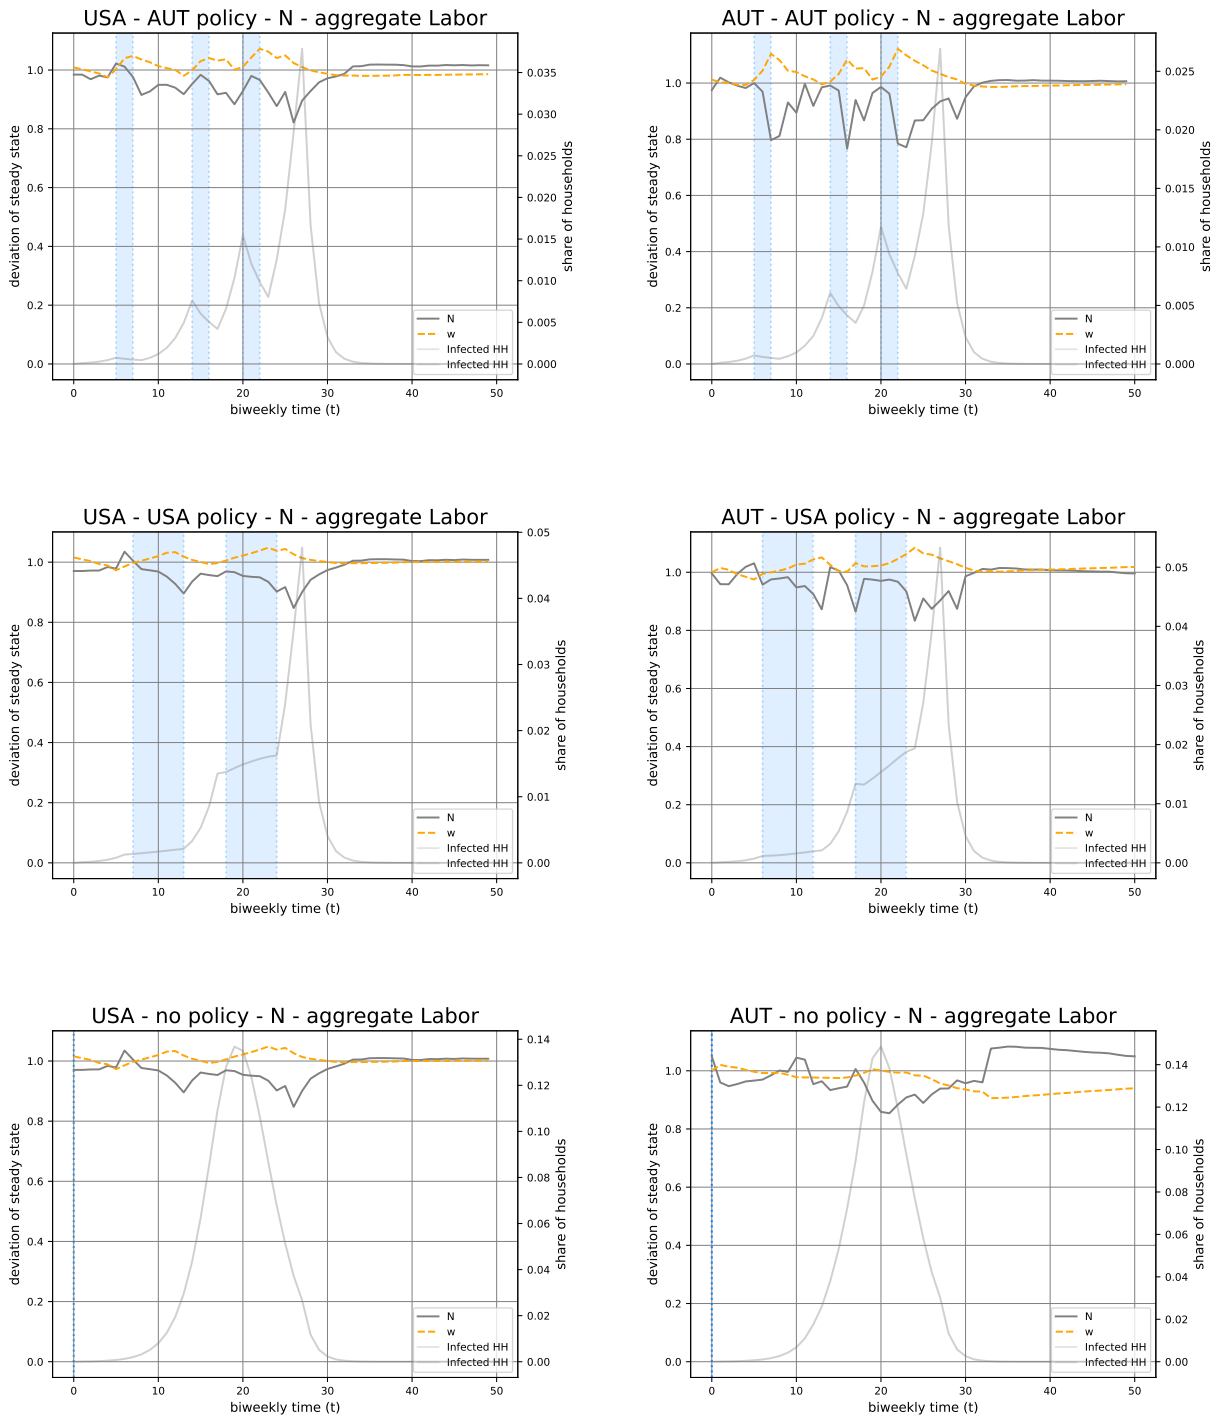 USA - AUT policy - N - aggregate Labor
deviation of steady state
1.0
0.8
0.6
0.4
0.2
0.0
0.035
0.030
0.025
0.020
0.015
0.010
0.005
0.000
share of households
N
w
Infected HH
Infected HH
0 10 20 30 40 50
biweekly time (t)
AUT - AUT policy - N - aggregate Labor
deviation of steady state
1.0
0.8
0.6
0.4
0.2
0.0
0.025
0.020
0.015
0.010
0.005
0.000
share of households
N
w
Infected HH
Infected HH
0 10 20 30 40 50
biweekly time (t)
USA - USA policy - N - aggregate Labor
deviation of steady state
1.0
0.8
0.6
0.4
0.2
0.0
0.05
0.04
0.03
0.02
0.01
0.00
share of households
N
w
Infected HH
Infected HH
0 10 20 30 40 50
biweekly time (t)
AUT - USA policy - N - aggregate Labor
deviation of steady state
1.0
0.8
0.6
0.4
0.2
0.0
0.05
0.04
0.03
0.02
0.01
0.00
share of households
N
w
Infected HH
Infected HH
0 10 20 30 40 50
biweekly time (t)
USA - no policy - N - aggregate Labor
deviation of steady state
1.0
0.8
0.6
0.4
0.2
0.0
0.14
0.12
0.10
0.08
0.06
0.04
0.02
0.00
share of households
N
w
Infected HH
Infected HH
0 10 20 30 40 50
biweekly time (t)
AUT - no policy - N - aggregate Labor
deviation of steady state
1.0
0.8
0.6
0.4
0.2
0.0
0.14
0.12
0.10
0.08
0.06
0.04
0.02
0.00
share of households
N
w
Infected HH
Infected HH
0 10 20 30 40 50
biweekly time (t)